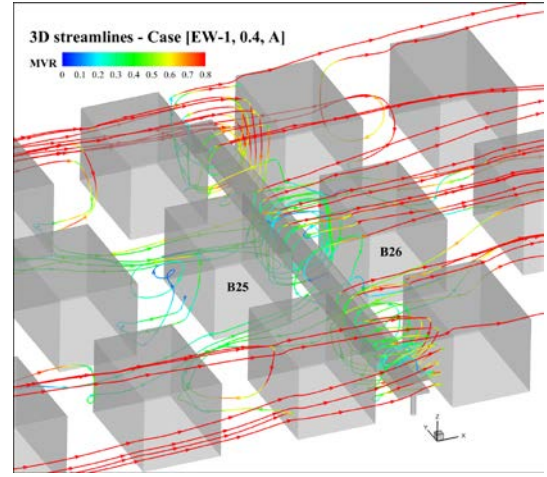 3D streamlines - Case [EW-1, 0.4, A]
MVR 0 0.1 0.2 0.3 0.4 0.5 0.6 0.7 0.8
B26
B25
Z
Y
X